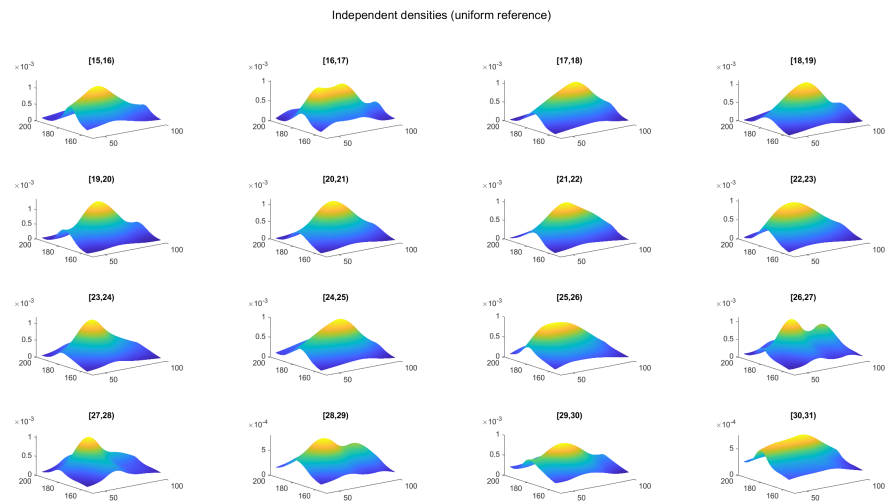 Independent densities (uniform reference)
[15,16) [16,17) [17,18) [18,19)
×10⁻³ ×10⁻³ ×10⁻³ ×10⁻³
1 1 1 1
0.5 0.5 0.5 0.5
0 0 0 0
200 180 160 50 100 200 180 160 50 100 200 180 160 50 100 200 180 160 50 100
[19,20) [20,21) [21,22) [22,23)
×10⁻³ ×10⁻³ ×10⁻³ ×10⁻³
1 1 1 1
0.5 0.5 0.5 0.5
0 0 0 0
200 180 160 50 100 200 180 160 50 100 200 180 160 50 100 200 180 160 50 100
[23,24) [24,25) [25,26) [26,27)
×10⁻³ ×10⁻³ ×10⁻³ ×10⁻³
1 1 1 1
0.5 0.5 0.5 0.5
0 0 0 0
200 180 160 50 100 200 180 160 50 100 200 180 160 50 100 200 180 160 50 100
[27,28) [28,29) [29,30) [30,31)
×10⁻³ ×10⁻⁴ ×10⁻³ ×10⁻⁴
1 5 1 5
0.5 0 0.5 0
0 0
200 180 160 50 100 200 180 160 50 100 200 180 160 50 100 200 180 160 50 100